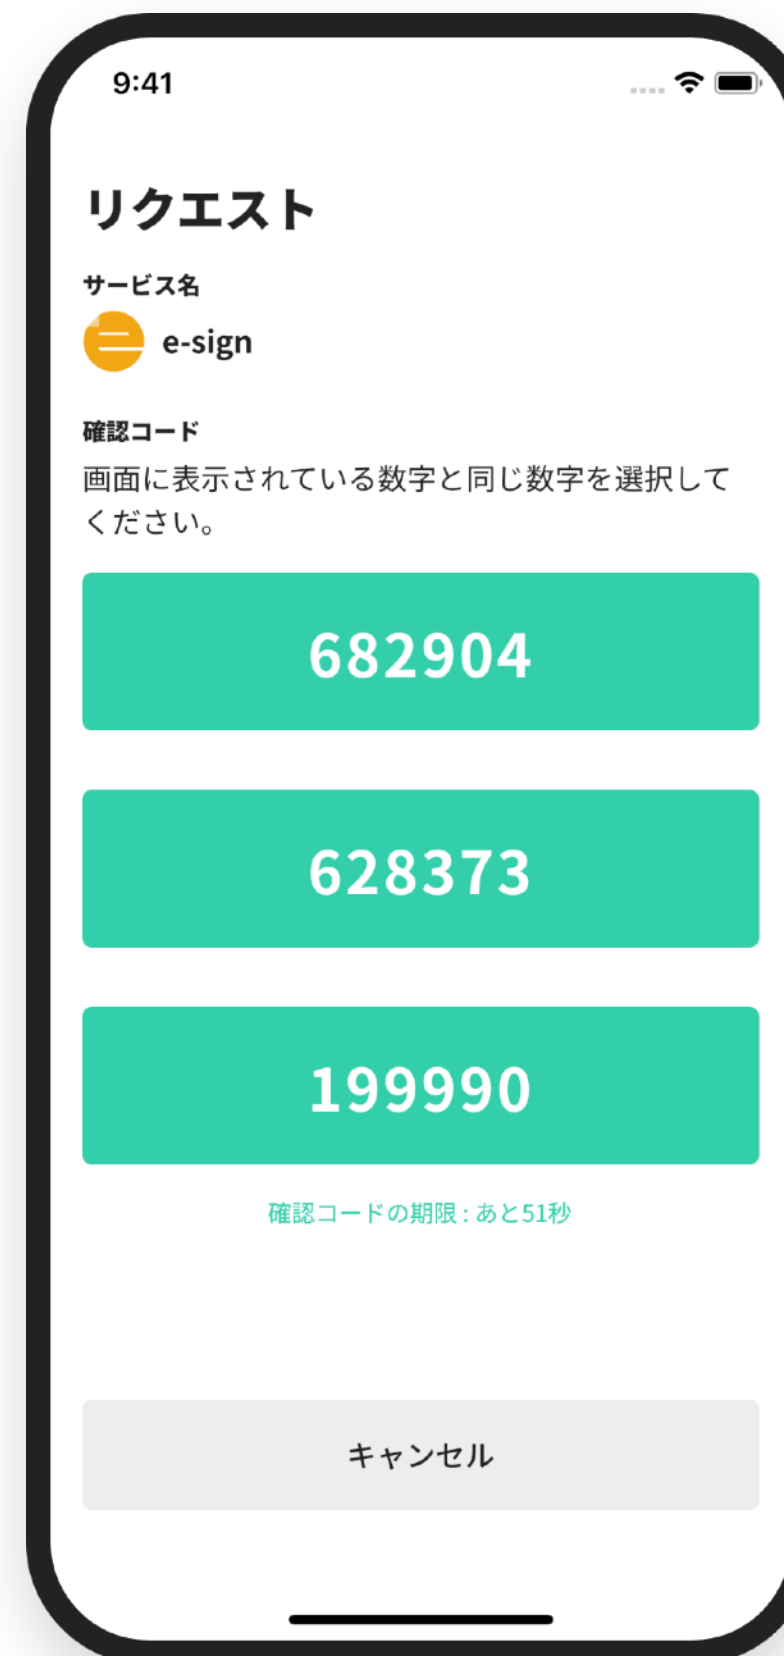 9:41
リクエスト
サービス名
e-sign
確認コード
画面に表示されている数字と同じ数字を選択して
ください。
682904
628373
199990
確認コードの期限 : あと51秒
キャンセル